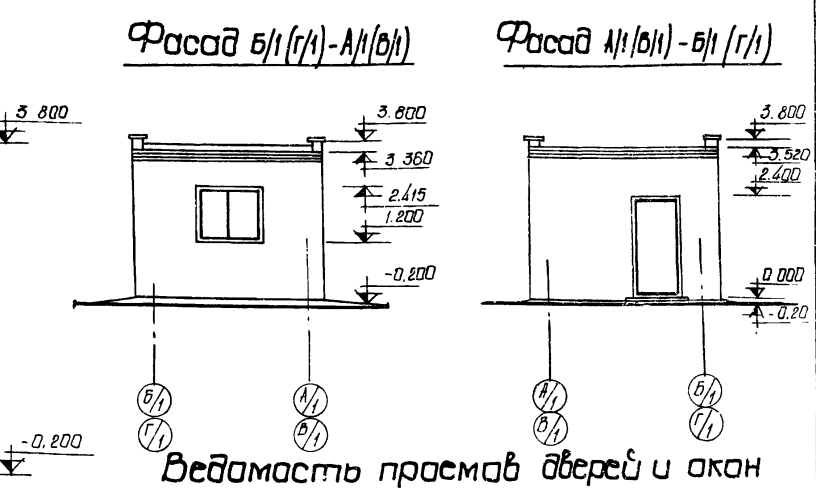 Фасад Б/1(Г/1)-А/1(В/1)
Фасад А/1(В/1)-Б/1(Г/1)
3.800
3.800
3.360
2.415
1.200
-0.200
3.800
3.520
2.400
0.000
-0.20
Б/1
Г/1
А/1
В/1
А/1
В/1
Б/1
Г/1
-0.200
Ведомость проемов дверей и окон